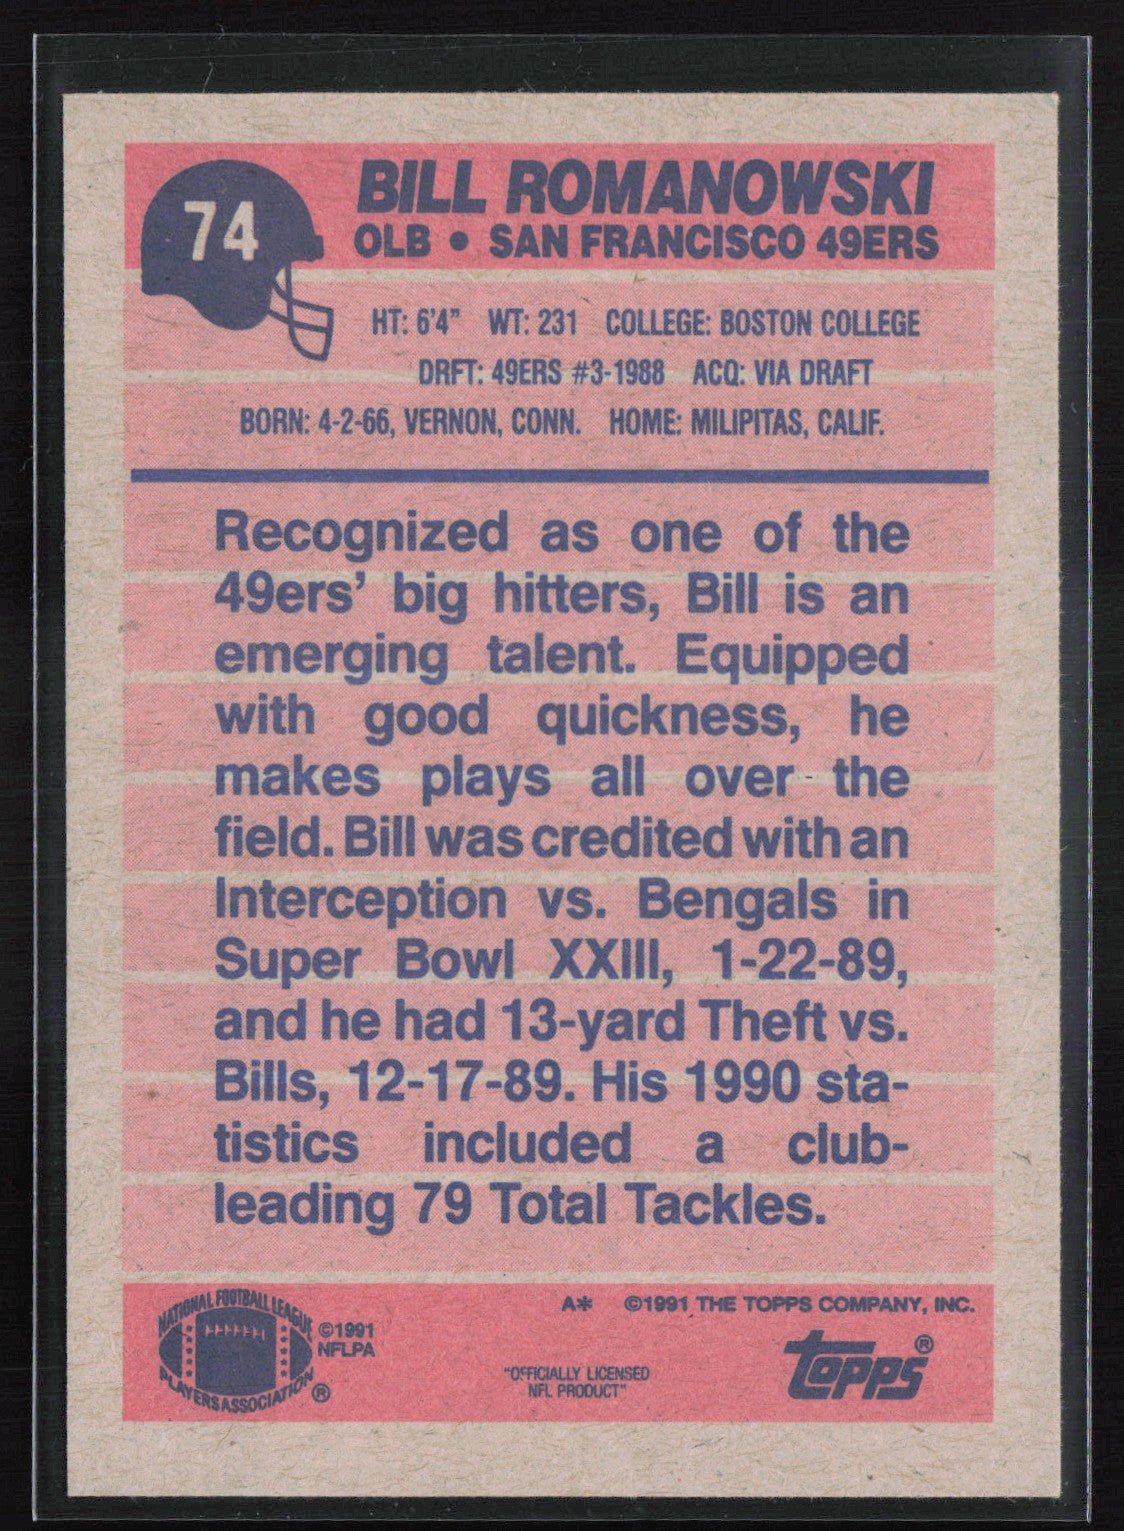 74
BILL ROMANOWSKI
OLB • SAN FRANCISCO 49ERS
HT: 6'4" WT: 231 COLLEGE: BOSTON COLLEGE
DRFT: 49ERS #3-1988 ACQ: VIA DRAFT
BORN: 4-2-66, VERNON, CONN. HOME: MILIPITAS, CALIF.
Recognized as one of the
49ers' big hitters, Bill is an
emerging talent. Equipped
with good quickness, he
makes plays all over the
field. Bill was credited with an
Interception vs. Bengals in
Super Bowl XXIII, 1-22-89,
and he had 13-yard Theft vs.
Bills, 12-17-89. His 1990 sta-
tistics included a club-
leading 79 Total Tackles.
NATIONAL FOOTBALL LEAGUE
PLAYERS ASSOCIATION ®
©1991
NFLPA
A* ©1991 THE TOPPS COMPANY, INC.
"OFFICIALLY LICENSED
NFL PRODUCT"
topps®